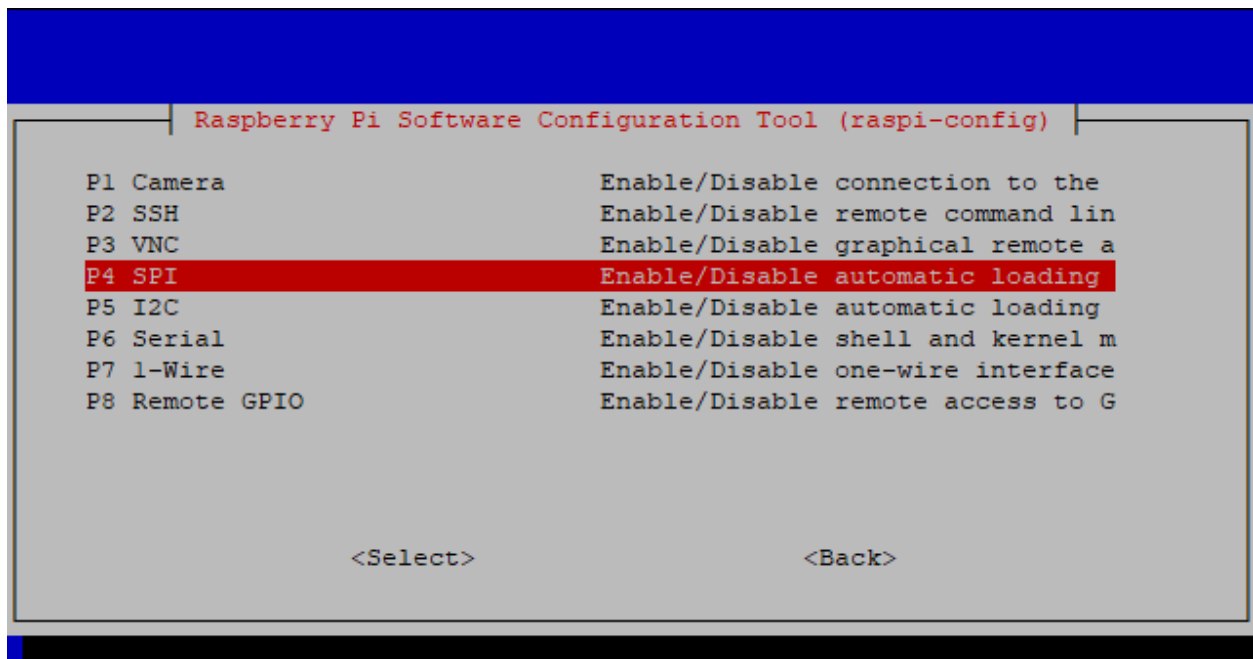 Raspberry Pi Software Configuration Tool (raspi-config)
P1 Camera Enable/Disable connection to the
P2 SSH Enable/Disable remote command lin
P3 VNC Enable/Disable graphical remote a
P4 SPI Enable/Disable automatic loading
P5 I2C Enable/Disable automatic loading
P6 Serial Enable/Disable shell and kernel m
P7 1-Wire Enable/Disable one-wire interface
P8 Remote GPIO Enable/Disable remote access to G
<Select> <Back>